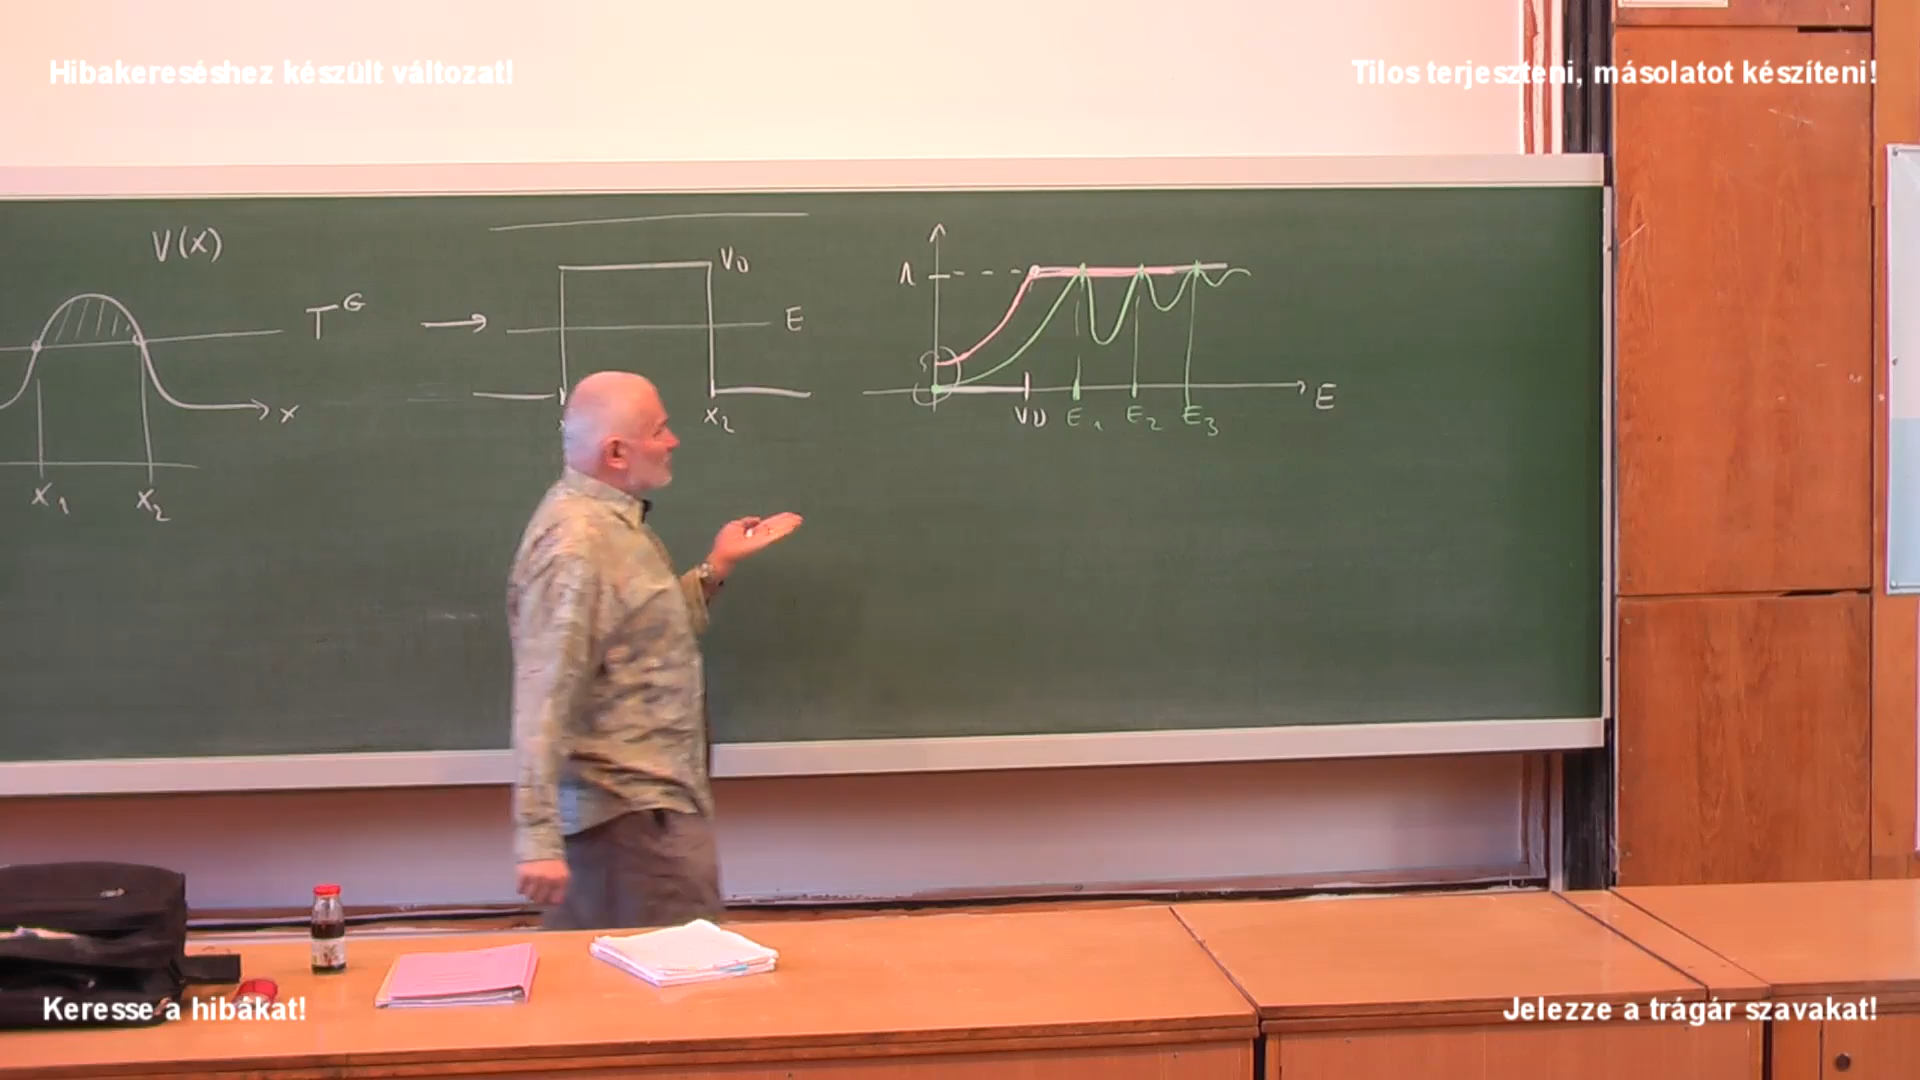 Hibakereséshez készült változat!
Tilos terjeszteni, másolatot készíteni!
V(x)
T^G
x
x₁
x₂
V₀
E
x₂
1
V₀ E₁ E₂ E₃
E
Keresse a hibákat!
Jelezze a trágár szavakat!